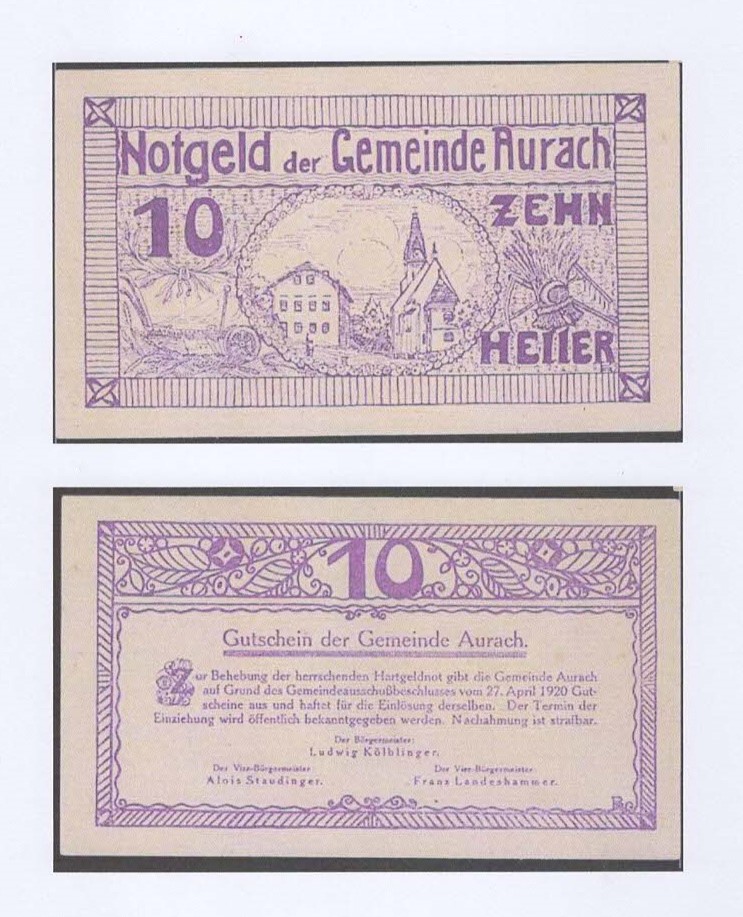 Notgeld der Gemeinde Aurach
10
ZEHN
HEllER
10
Gutschein der Gemeinde Aurach.
Zur Behebung der herrschenden Hartgeldnot gibt die Gemeinde Aurach
auf Grund des Gemeindeausschußbeschlusses vom 27. April 1920 Gut-
scheine aus und haftet für die Einlösung derselben. Der Termin der
Einziehung wird öffentlich bekanntgegeben werden. Nachahmung ist strafbar.
Der Bürgermeister:
Ludwig Kölblinger.
Der Vize-Bürgermeister:
Der Vize-Bürgermeister:
Alois Staudinger.
Franz Landeshammer.